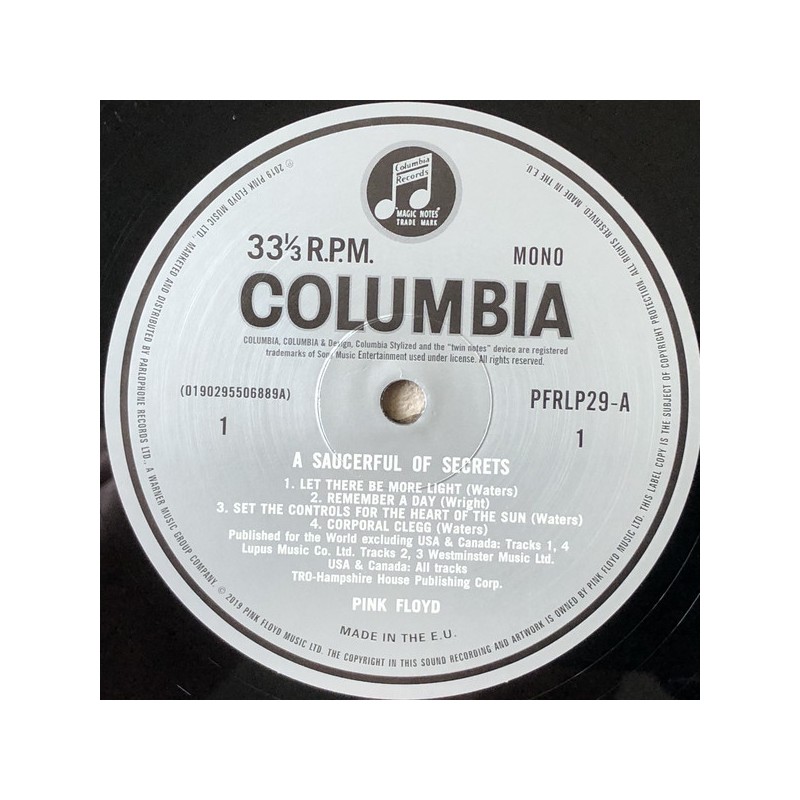 Columbia
Records
MAGIC NOTES
TRADE MARK
33⅓ R.P.M.
MONO
COLUMBIA
COLUMBIA, COLUMBIA & Design, Columbia Stylized and the "twin notes" device are registered
trademarks of Sony Music Entertainment used under license. All rights reserved.
(0190295506889A)
PFRLP29-A
1
1
A SAUCERFUL OF SECRETS
1. LET THERE BE MORE LIGHT (Waters)
2. REMEMBER A DAY (Wright)
3. SET THE CONTROLS FOR THE HEART OF THE SUN (Waters)
4. CORPORAL CLEGG (Waters)
Published for the World excluding USA & Canada: Tracks 1, 4
Lupus Music Co. Ltd. Tracks 2, 3 Westminster Music Ltd.
USA & Canada: All tracks
TRO-Hampshire House Publishing Corp.
PINK FLOYD
MADE IN THE E.U.
℗ 2019 PINK FLOYD MUSIC LTD., MARKETED AND DISTRIBUTED BY PARLOPHONE RECORDS LTD., A WARNER MUSIC GROUP COMPANY. © 2019 PINK FLOYD MUSIC LTD. THE COPYRIGHT IN THIS SOUND RECORDING AND ARTWORK IS OWNED BY PINK FLOYD MUSIC LTD. THIS LABEL COPY IS THE SUBJECT OF COPYRIGHT PROTECTION. ALL RIGHTS RESERVED MADE IN THE E.U